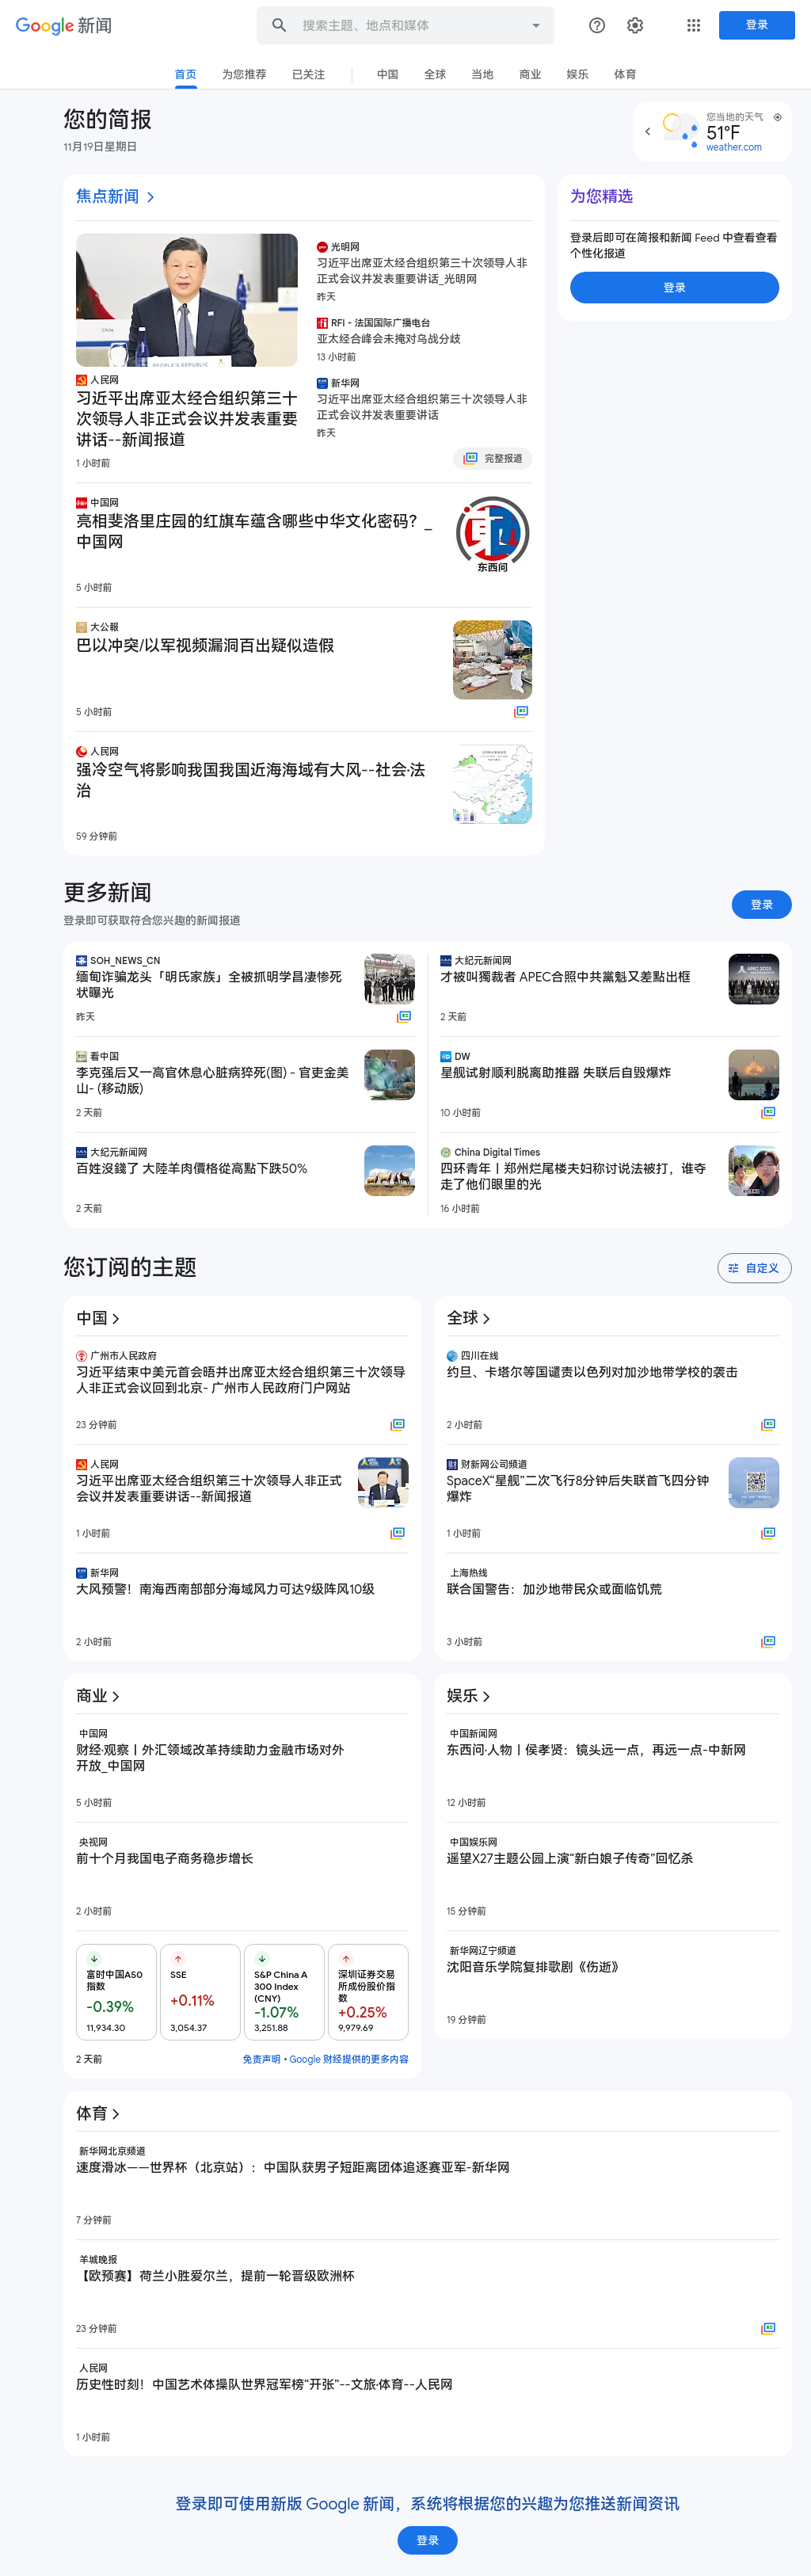 Google 新闻
搜索主题、地点和媒体
登录
首页
为您推荐
已关注
中国
全球
当地
商业
娱乐
体育
您的简报
11月19日星期日
您当地的天气
51°F
weather.com
焦点新闻
人民网
习近平出席亚太经合组织第三十
次领导人非正式会议并发表重要
讲话--新闻报道
1 小时前
光明网
习近平出席亚太经合组织第三十次领导人非
正式会议并发表重要讲话_光明网
昨天
RFI - 法国国际广播电台
亚太经合峰会未掩对乌战分歧
13 小时前
新华网
习近平出席亚太经合组织第三十次领导人非
正式会议并发表重要讲话
昨天
完整报道
中国网
亮相斐洛里庄园的红旗车蕴含哪些中华文化密码？_
中国网
5 小时前
东西问
大公報
巴以冲突/以军视频漏洞百出疑似造假
5 小时前
人民网
强冷空气将影响我国我国近海海域有大风--社会·法
治
59 分钟前
为您精选
登录后即可在简报和新闻 Feed 中查看查看
个性化报道
登录
更多新闻
登录即可获取符合您兴趣的新闻报道
登录
SOH_NEWS_CN
缅甸诈骗龙头「明氏家族」全被抓明学昌凄惨死
状曝光
昨天
大纪元新闻网
才被叫獨裁者 APEC合照中共黨魁又差點出框
2 天前
看中国
李克强后又一高官休息心脏病猝死(图) - 官吏金美
山- (移动版)
2 天前
DW
星舰试射顺利脱离助推器 失联后自毁爆炸
10 小时前
大纪元新闻网
百姓沒錢了 大陸羊肉價格從高點下跌50%
2 天前
China Digital Times
四环青年丨郑州烂尾楼夫妇称讨说法被打，谁夺
走了他们眼里的光
16 小时前
您订阅的主题
自定义
中国
广州市人民政府
习近平结束中美元首会晤并出席亚太经合组织第三十次领导
人非正式会议回到北京- 广州市人民政府门户网站
23 分钟前
人民网
习近平出席亚太经合组织第三十次领导人非正式
会议并发表重要讲话--新闻报道
1 小时前
新华网
大风预警！南海西南部部分海域风力可达9级阵风10级
2 小时前
全球
四川在线
约旦、卡塔尔等国谴责以色列对加沙地带学校的袭击
2 小时前
财新网公司频道
SpaceX“星舰”二次飞行8分钟后失联首飞四分钟
爆炸
1 小时前
上海热线
联合国警告：加沙地带民众或面临饥荒
3 小时前
商业
中国网
财经·观察丨外汇领域改革持续助力金融市场对外
开放_中国网
5 小时前
央视网
前十个月我国电子商务稳步增长
2 小时前
富时中国A50
指数
-0.39%
11,934.30
SSE
+0.11%
3,054.37
S&P China A
300 Index
(CNY)
-1.07%
3,251.88
深圳证券交易
所成份股价指
数
+0.25%
9,979.69
2 天前
免责声明 • Google 财经提供的更多内容
娱乐
中国新闻网
东西问·人物丨侯孝贤：镜头远一点，再远一点-中新网
12 小时前
中国娱乐网
遥望X27主题公园上演“新白娘子传奇”回忆杀
15 分钟前
新华网辽宁频道
沈阳音乐学院复排歌剧《伤逝》
19 分钟前
体育
新华网北京频道
速度滑冰——世界杯（北京站）：中国队获男子短距离团体追逐赛亚军-新华网
7 分钟前
羊城晚报
【欧预赛】荷兰小胜爱尔兰，提前一轮晋级欧洲杯
23 分钟前
人民网
历史性时刻！中国艺术体操队世界冠军榜“开张”--文旅·体育--人民网
1 小时前
登录即可使用新版 Google 新闻，系统将根据您的兴趣为您推送新闻资讯
登录